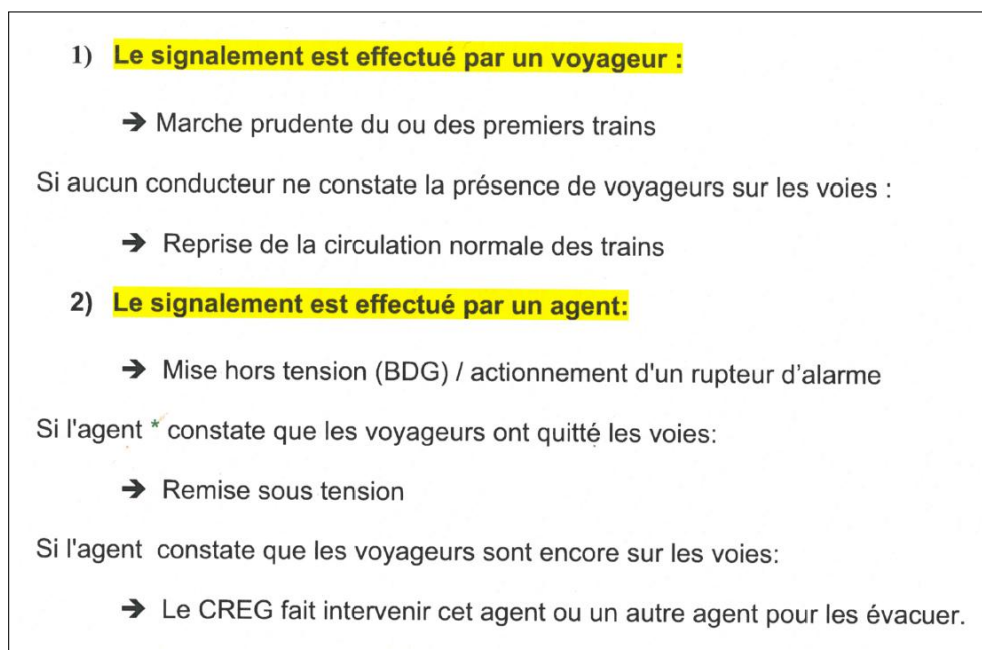 1) Le signalement est effectué par un voyageur :
➔ Marche prudente du ou des premiers trains
Si aucun conducteur ne constate la présence de voyageurs sur les voies :
➔ Reprise de la circulation normale des trains
2) Le signalement est effectué par un agent:
➔ Mise hors tension (BDG) / actionnement d'un rupteur d’alarme
Si l'agent * constate que les voyageurs ont quitté les voies:
➔ Remise sous tension
Si l'agent constate que les voyageurs sont encore sur les voies:
➔ Le CREG fait intervenir cet agent ou un autre agent pour les évacuer.